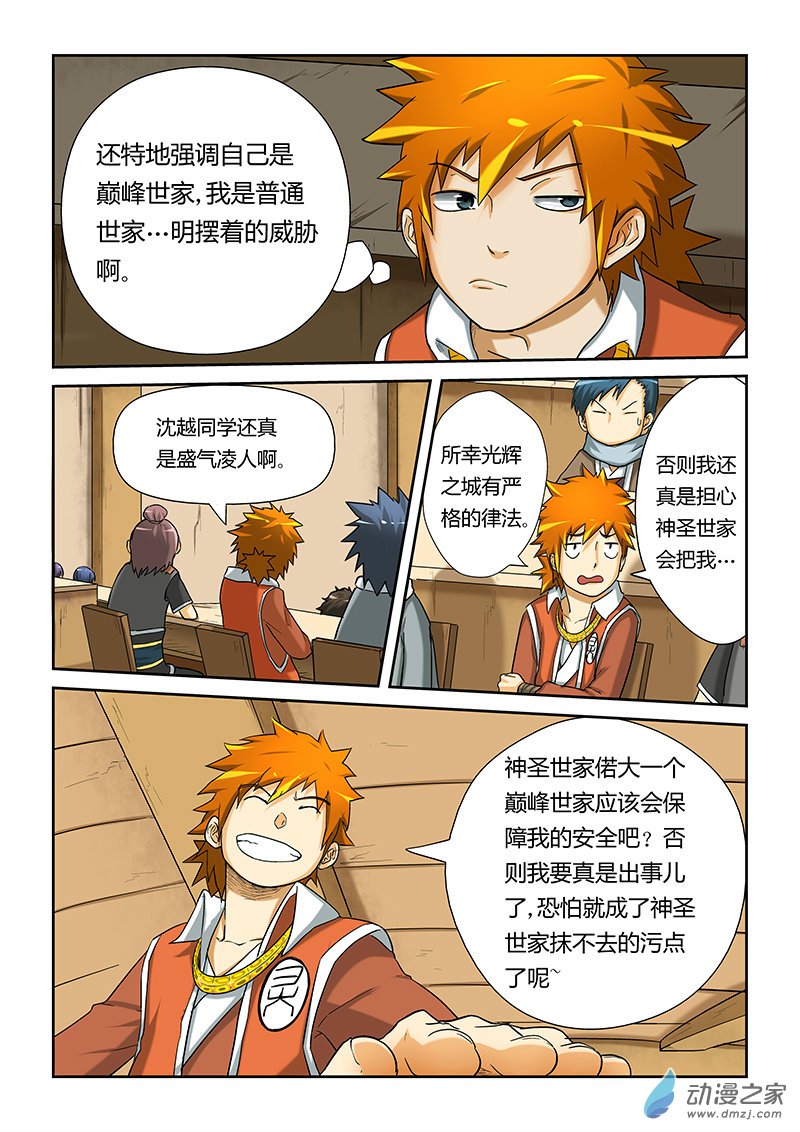 还特地强调自己是
巅峰世家,我是普通
世家…明摆着的威胁
啊。
沈越同学还真
是盛气凌人啊。
所幸光辉
之城有严
格的律法。
否则我还
真是担心
神圣世家
会把我…
神圣世家偌大一个
巅峰世家应该会保
障我的安全吧？否
则我要真是出事儿
了,恐怕就成了神圣
世家抹不去的污点
了呢~
动漫之家
www.dmzj.com